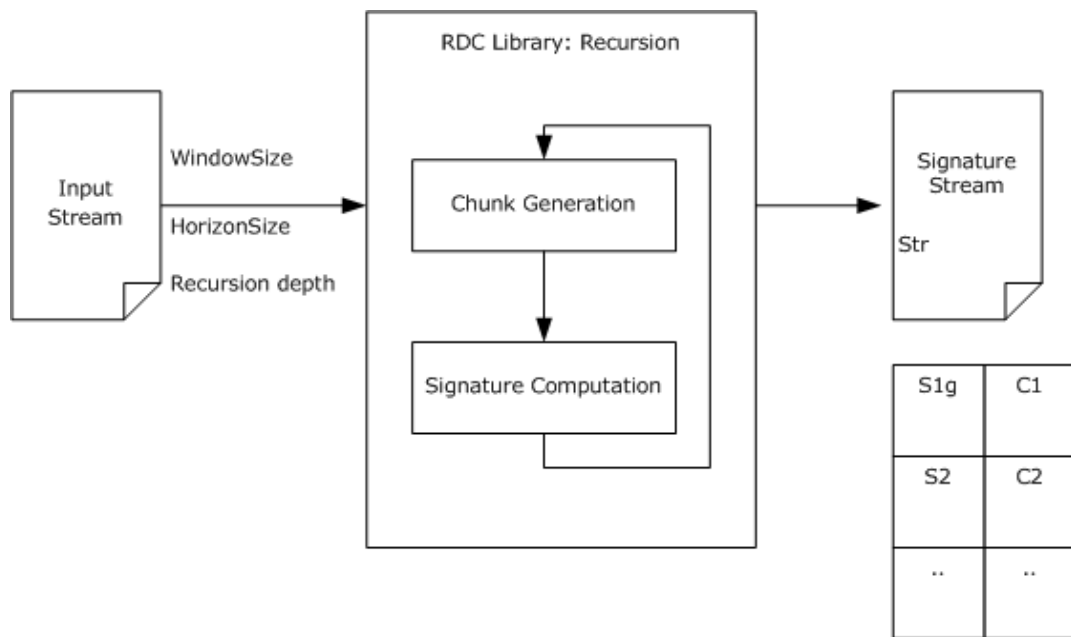 RDC Library: Recursion
Input
Stream
WindowSize
HorizonSize
Recursion depth
Chunk Generation
Signature Computation
Signature
Stream
Str
S1g C1
S2 C2
.. ..